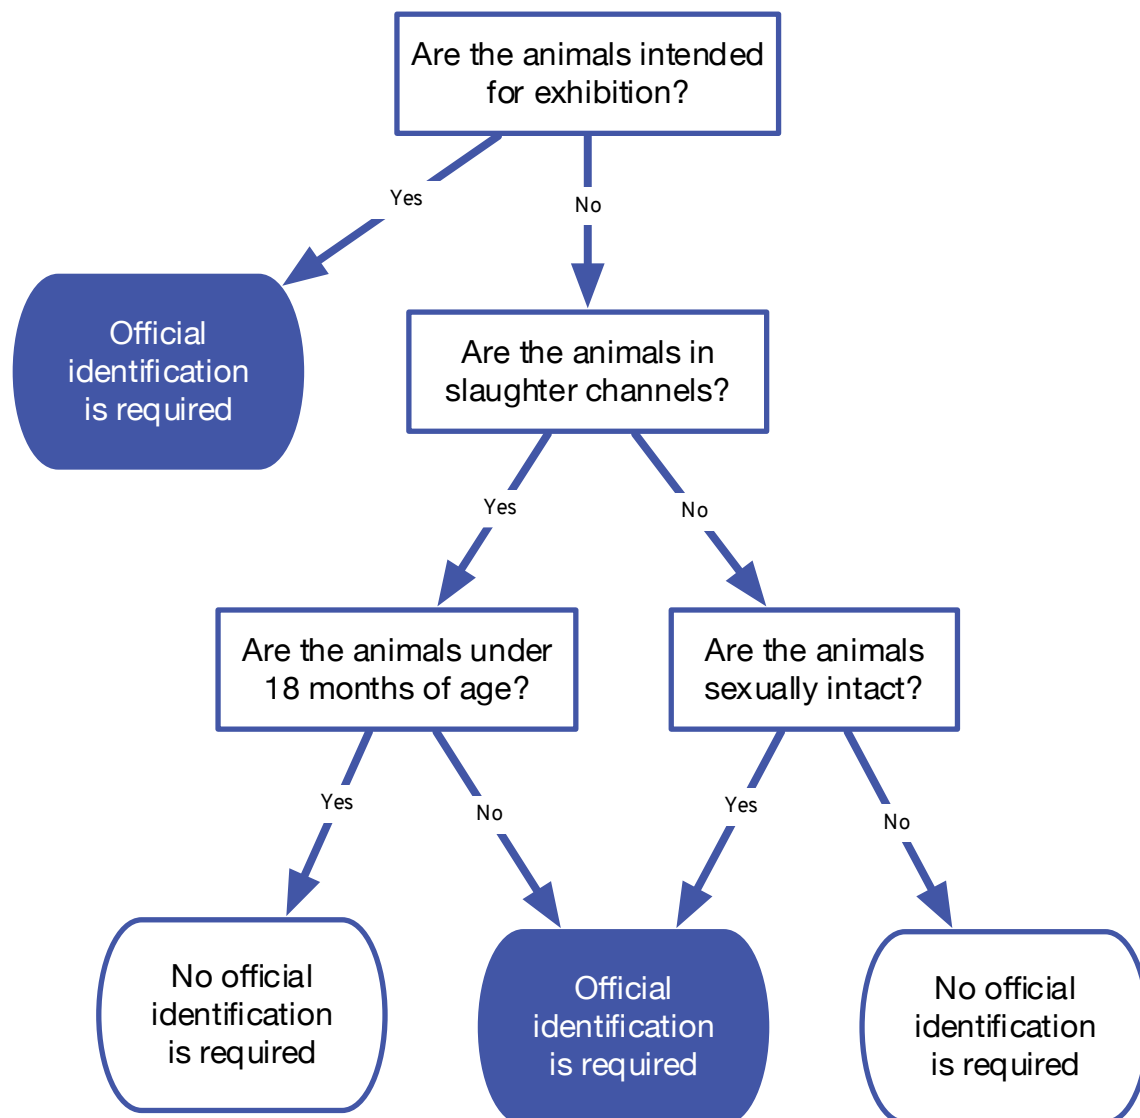 Are the animals intended
for exhibition?
Yes
No
Official
identification
is required
Are the animals in
slaughter channels?
Yes
No
Are the animals under
18 months of age?
Are the animals
sexually intact?
Yes
No
Yes
No
No official
identification
is required
Official
identification
is required
No official
identification
is required